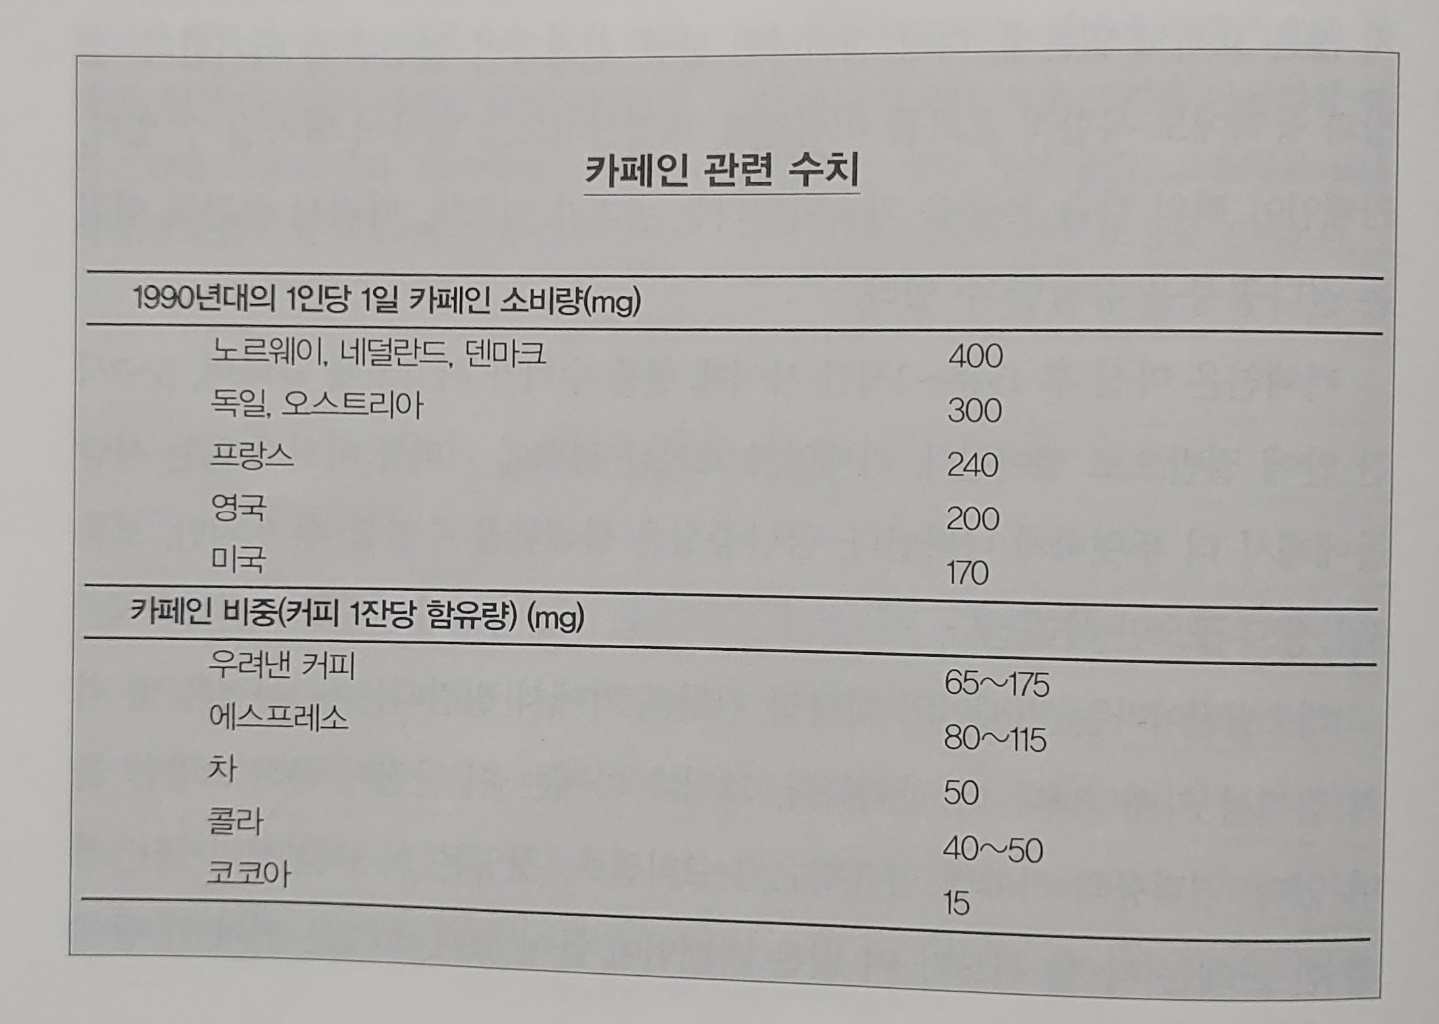 카페인 관련 수치
1990년대의 1인당 1일 카페인 소비량(mg)
노르웨이, 네덜란드, 덴마크 400
독일, 오스트리아 300
프랑스 240
영국 200
미국 170
카페인 비중(커피 1잔당 함유량) (mg)
우려낸 커피 65~175
에스프레소 80~115
차 50
콜라 40~50
코코아 15